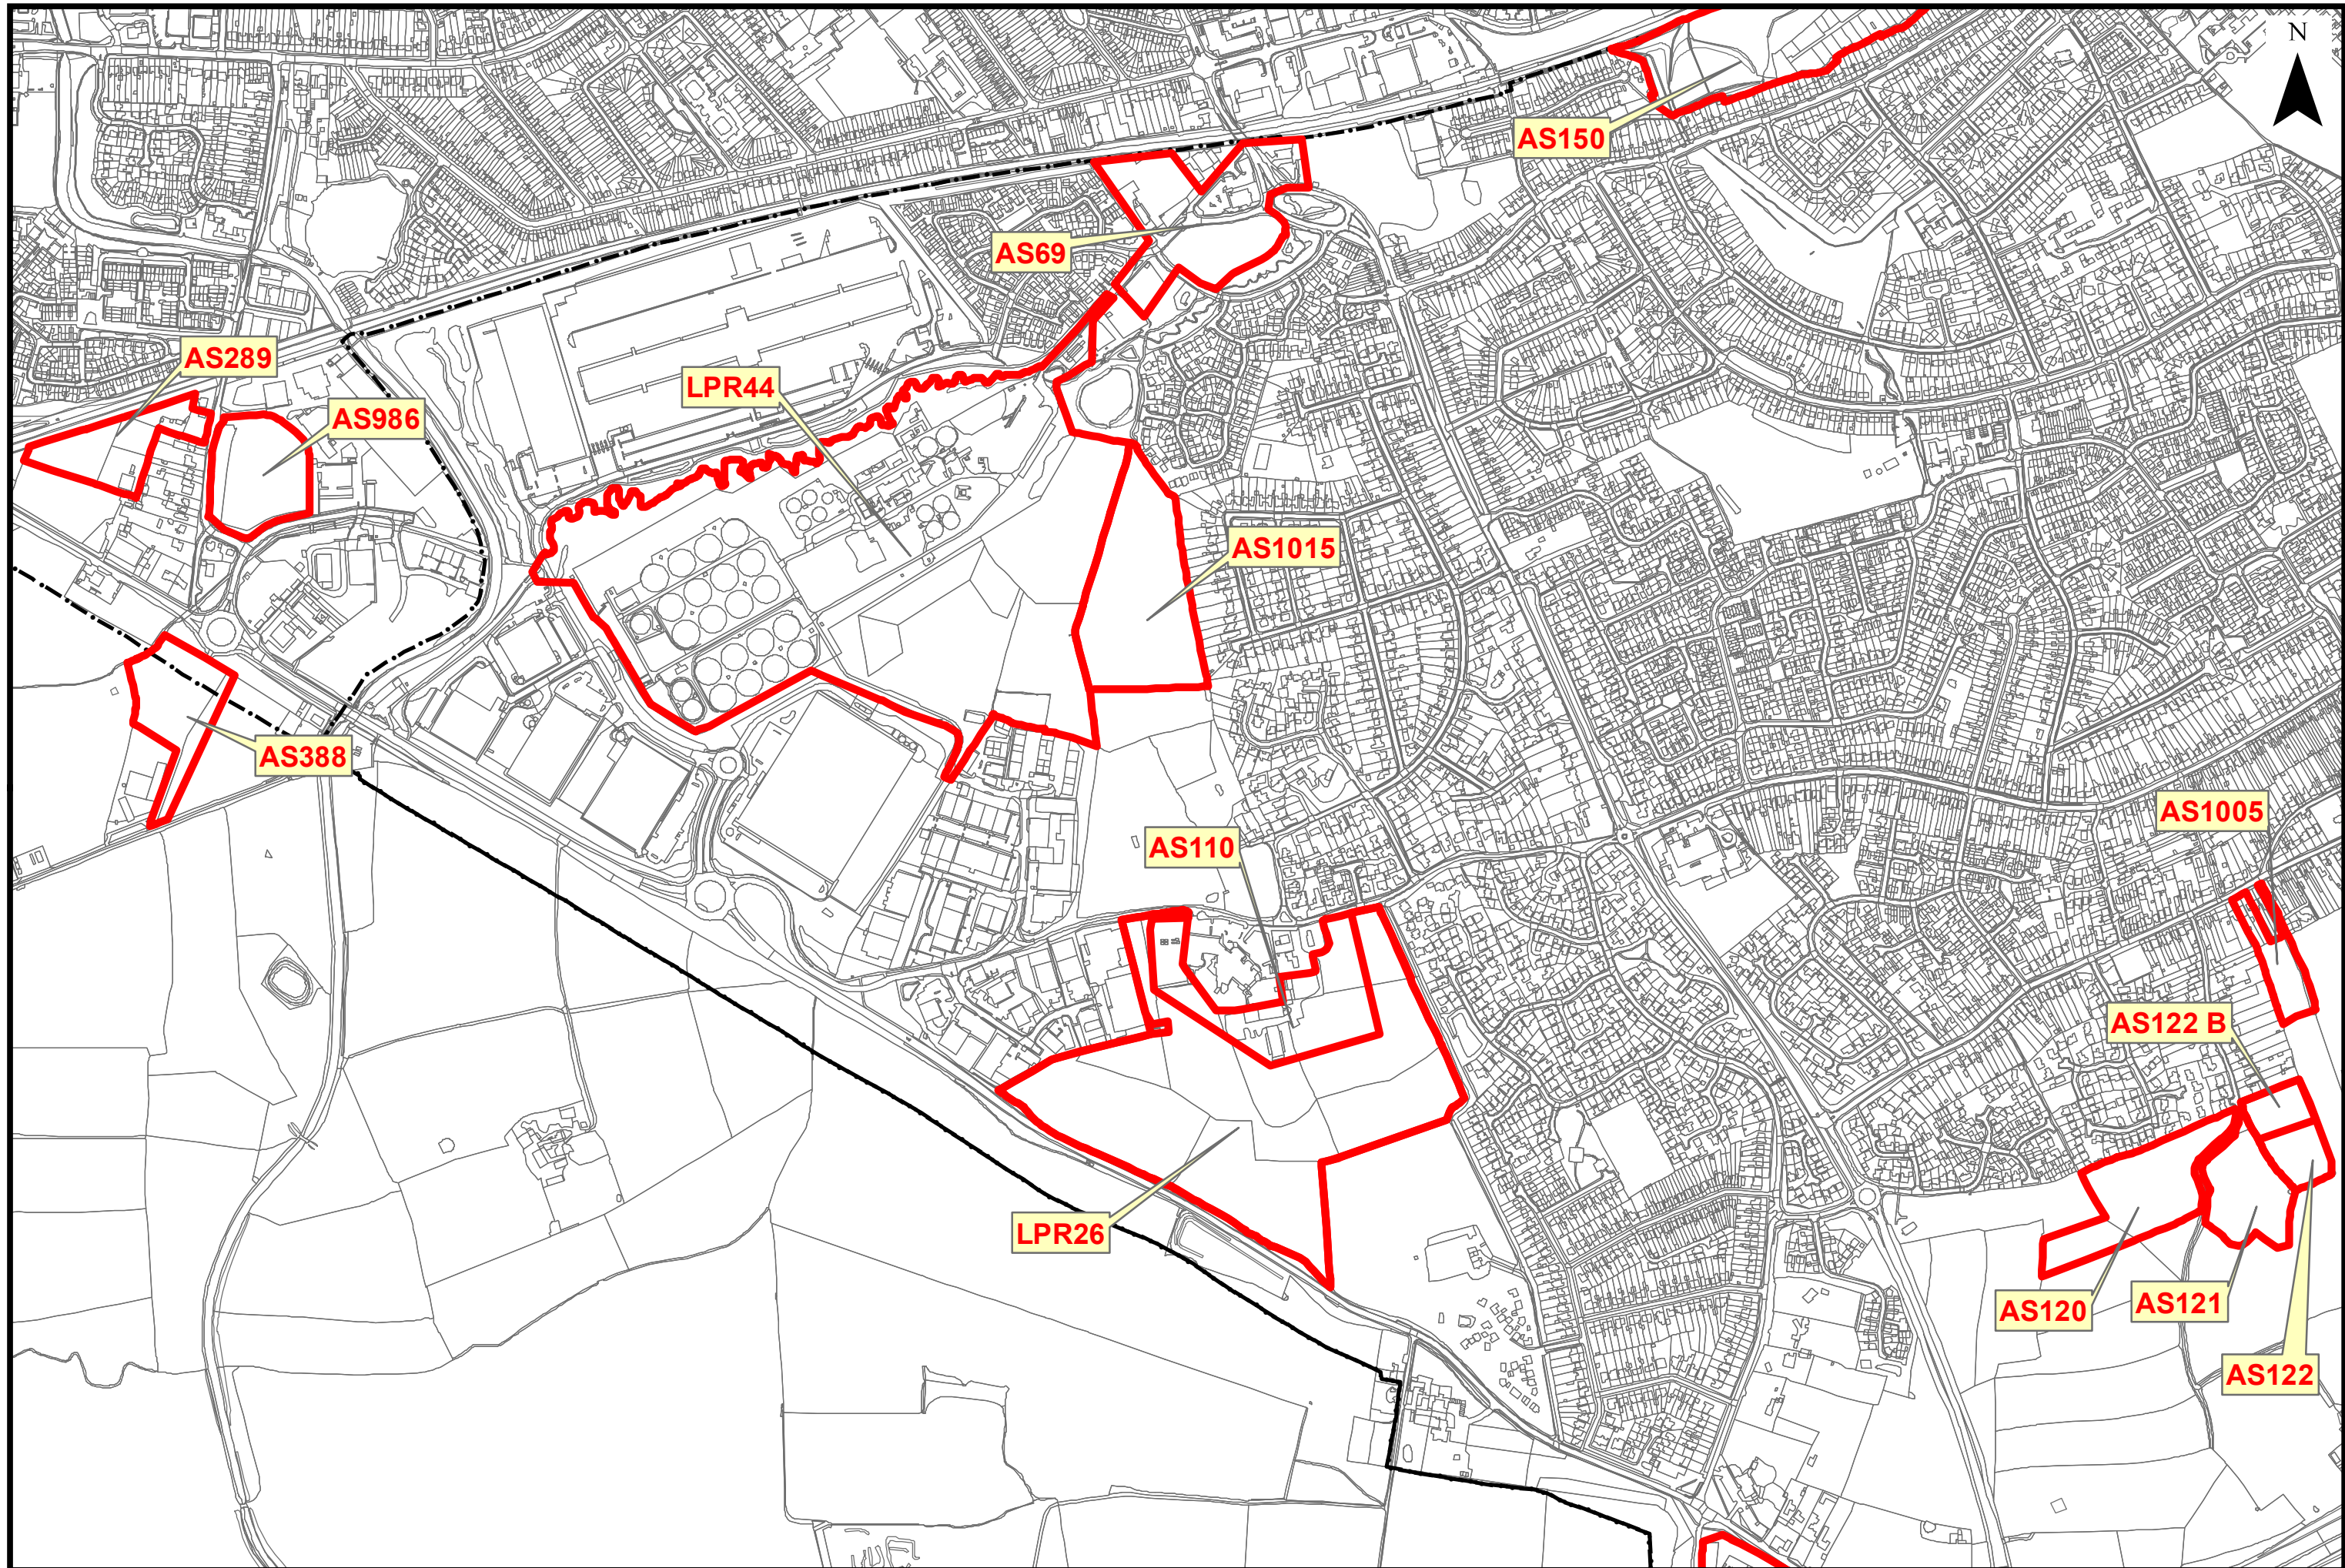 N
AS150
AS69
AS289
LPR44
AS986
AS1015
AS388
AS1005
AS110
AS122 B
LPR26
AS120
AS121
AS122